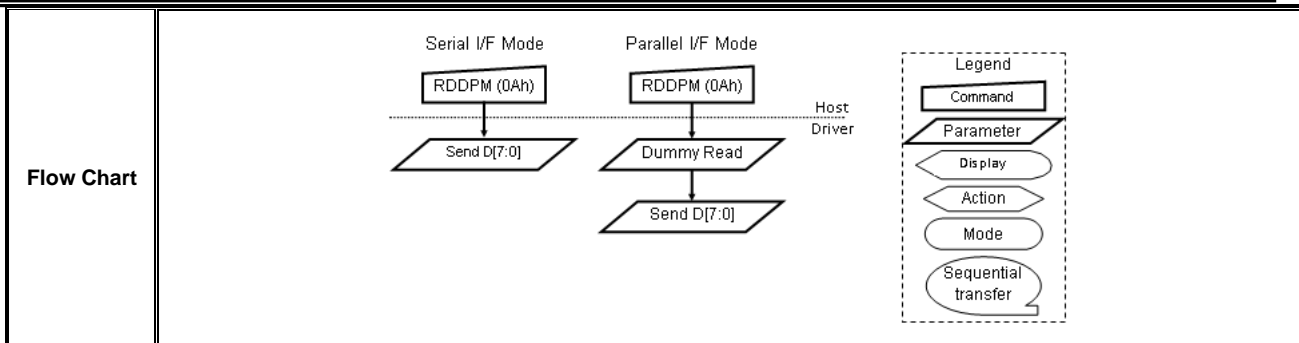 Flow Chart
Serial I/F Mode
RDDPM (0Ah)
Send D[7:0]
Parallel I/F Mode
RDDPM (0Ah)
Dummy Read
Send D[7:0]
Host
Driver
Legend
Command
Parameter
Display
Action
Mode
Sequential
transfer